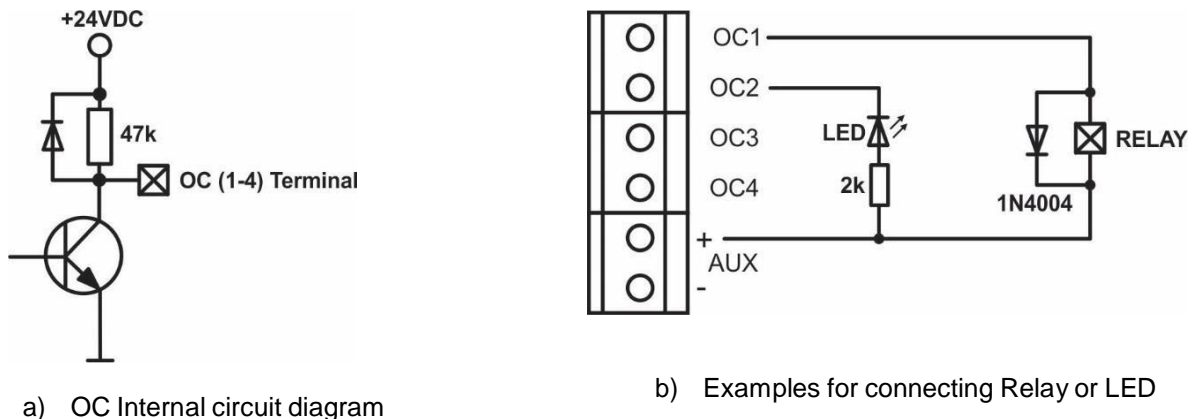 +24VDC
47k
OC (1-4) Terminal
a) OC Internal circuit diagram
OC1
OC2
OC3
OC4
+
AUX
-
LED
2k
RELAY
1N4004
b) Examples for connecting Relay or LED